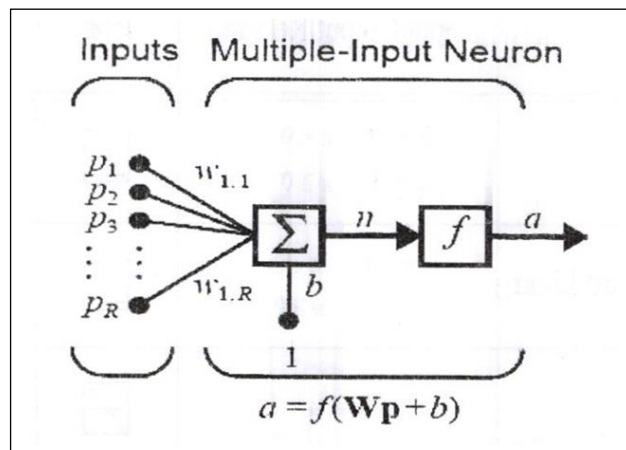 Inputs Multiple-Input Neuron
p1
w1,1
p2
p3
Σ n f a
pR
w1,R
b
1
a = f(Wp + b)